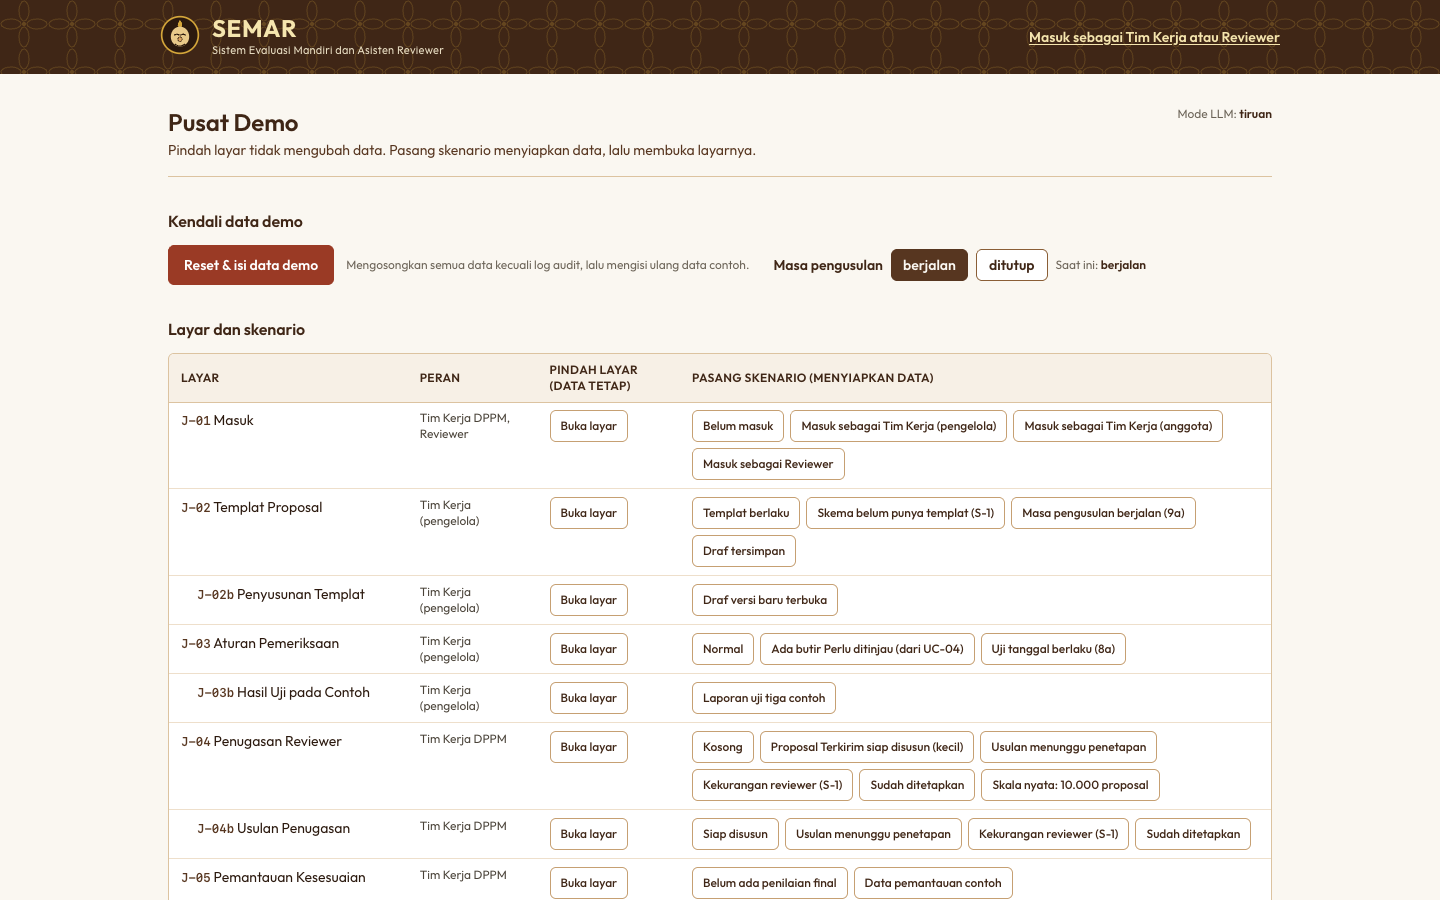 SEMAR
Sistem Evaluasi Mandiri dan Asisten Reviewer
Masuk sebagai Tim Kerja atau Reviewer
Pusat Demo
Mode LLM: tiruan
Pindah layar tidak mengubah data. Pasang skenario menyiapkan data, lalu membuka layarnya.
Kendali data demo
Reset & isi data demo
Mengosongkan semua data kecuali log audit, lalu mengisi ulang data contoh.
Masa pengusulan
berjalan
ditutup
Saat ini: berjalan
Layar dan skenario
LAYAR
PERAN
PINDAH LAYAR
(DATA TETAP)
PASANG SKENARIO (MENYIAPKAN DATA)
J-01 Masuk
Tim Kerja DPPM,
Reviewer
Buka layar
Belum masuk
Masuk sebagai Tim Kerja (pengelola)
Masuk sebagai Tim Kerja (anggota)
Masuk sebagai Reviewer
J-02 Templat Proposal
Tim Kerja
(pengelola)
Buka layar
Templat berlaku
Skema belum punya templat (S-1)
Masa pengusulan berjalan (9a)
Draf tersimpan
J-02b Penyusunan Templat
Tim Kerja
(pengelola)
Buka layar
Draf versi baru terbuka
J-03 Aturan Pemeriksaan
Tim Kerja
(pengelola)
Buka layar
Normal
Ada butir Perlu ditinjau (dari UC-04)
Uji tanggal berlaku (8a)
J-03b Hasil Uji pada Contoh
Tim Kerja
(pengelola)
Buka layar
Laporan uji tiga contoh
J-04 Penugasan Reviewer
Tim Kerja DPPM
Buka layar
Kosong
Proposal Terkirim siap disusun (kecil)
Usulan menunggu penetapan
Kekurangan reviewer (S-1)
Sudah ditetapkan
Skala nyata: 10.000 proposal
J-04b Usulan Penugasan
Tim Kerja DPPM
Buka layar
Siap disusun
Usulan menunggu penetapan
Kekurangan reviewer (S-1)
Sudah ditetapkan
J-05 Pemantauan Kesesuaian
Tim Kerja DPPM
Buka layar
Belum ada penilaian final
Data pemantauan contoh